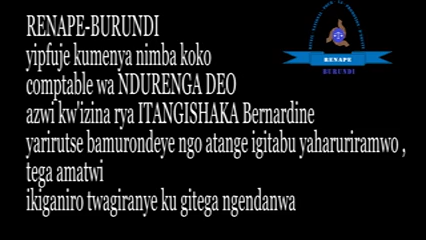 RENAPE-BURUNDI
yipfuje kumenya nimba koko
comptable wa NDURENGA DEO
azwi kw'izina rya ITANGISHAKA Bernardine
yarirutse bamurondeye ngo atange igitabu yaharuriramwo ,
tega amatwi
ikiganiro twagiranye ku gitega ngendanwa
RENAPE
BURUNDI